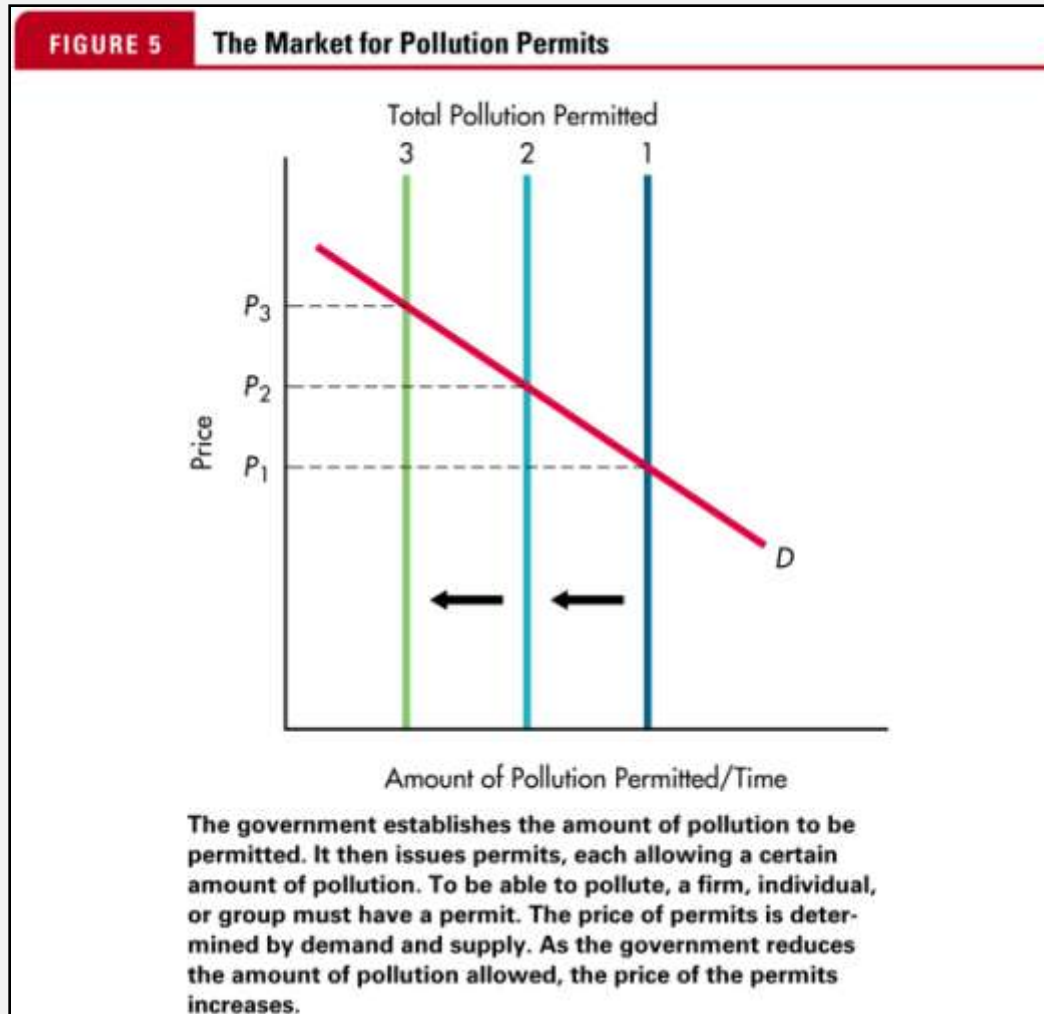 FIGURE 5 The Market for Pollution Permits
Total Pollution Permitted
3 2 1
P3
P2
P1
Price
D
Amount of Pollution Permitted/Time
The government establishes the amount of pollution to be
permitted. It then issues permits, each allowing a certain
amount of pollution. To be able to pollute, a firm, individual,
or group must have a permit. The price of permits is deter-
mined by demand and supply. As the government reduces
the amount of pollution allowed, the price of the permits
increases.